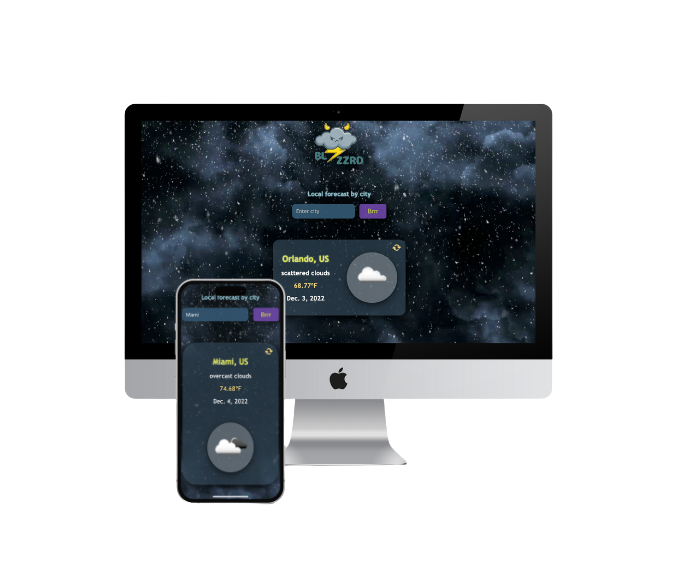 BL ZZRD
Local forecast by city
Enter city
Brrr
Orlando, US
scattered clouds
68.77°F
Dec. 3, 2022
Local forecast by city
Miami
Brrr
Miami, US
overcast clouds
74.68°F
Dec. 4, 2022